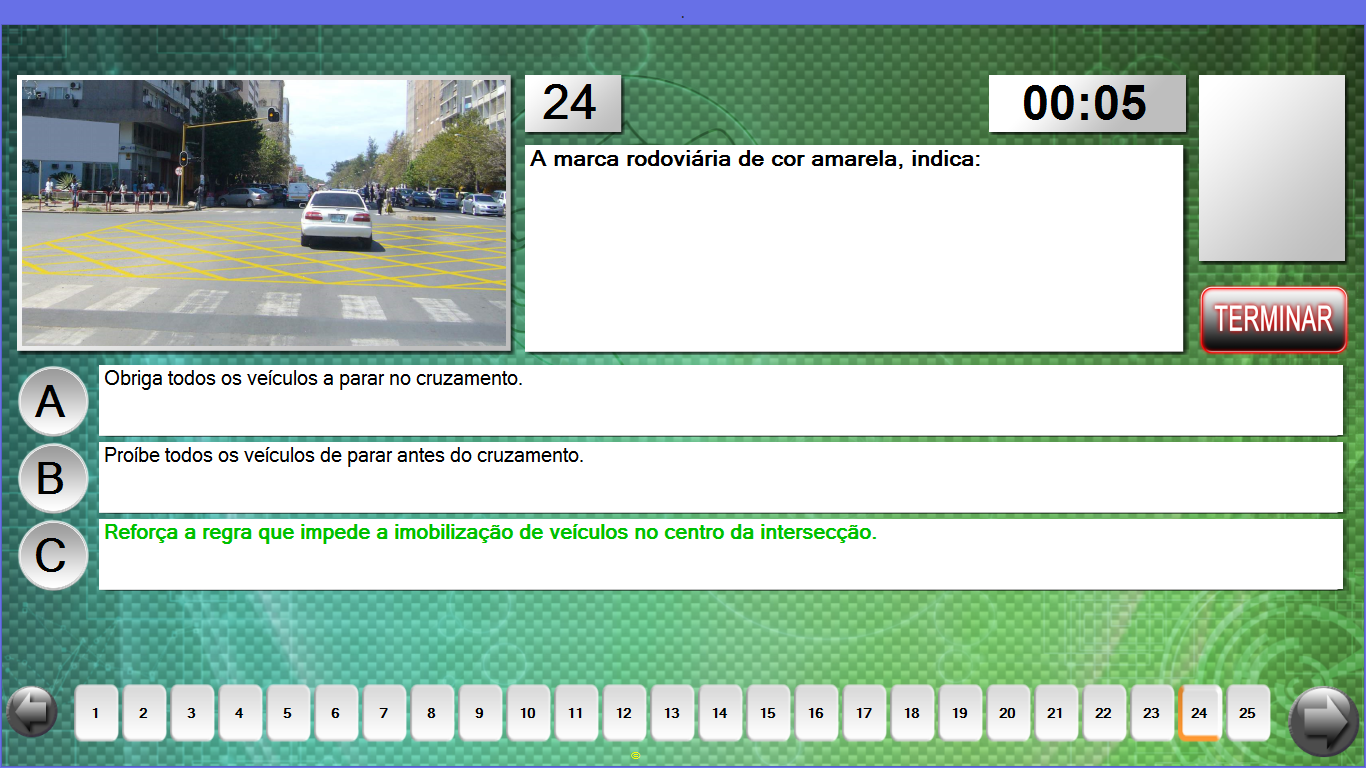 24
00:05
A marca rodoviária de cor amarela, indica:
TERMINAR
A
Obriga todos os veículos a parar no cruzamento.
B
Proíbe todos os veículos de parar antes do cruzamento.
C
Reforça a regra que impede a imobilização de veículos no centro da intersecção.
1 2 3 4 5 6 7 8 9 10 11 12 13 14 15 16 17 18 19 20 21 22 23 24 25